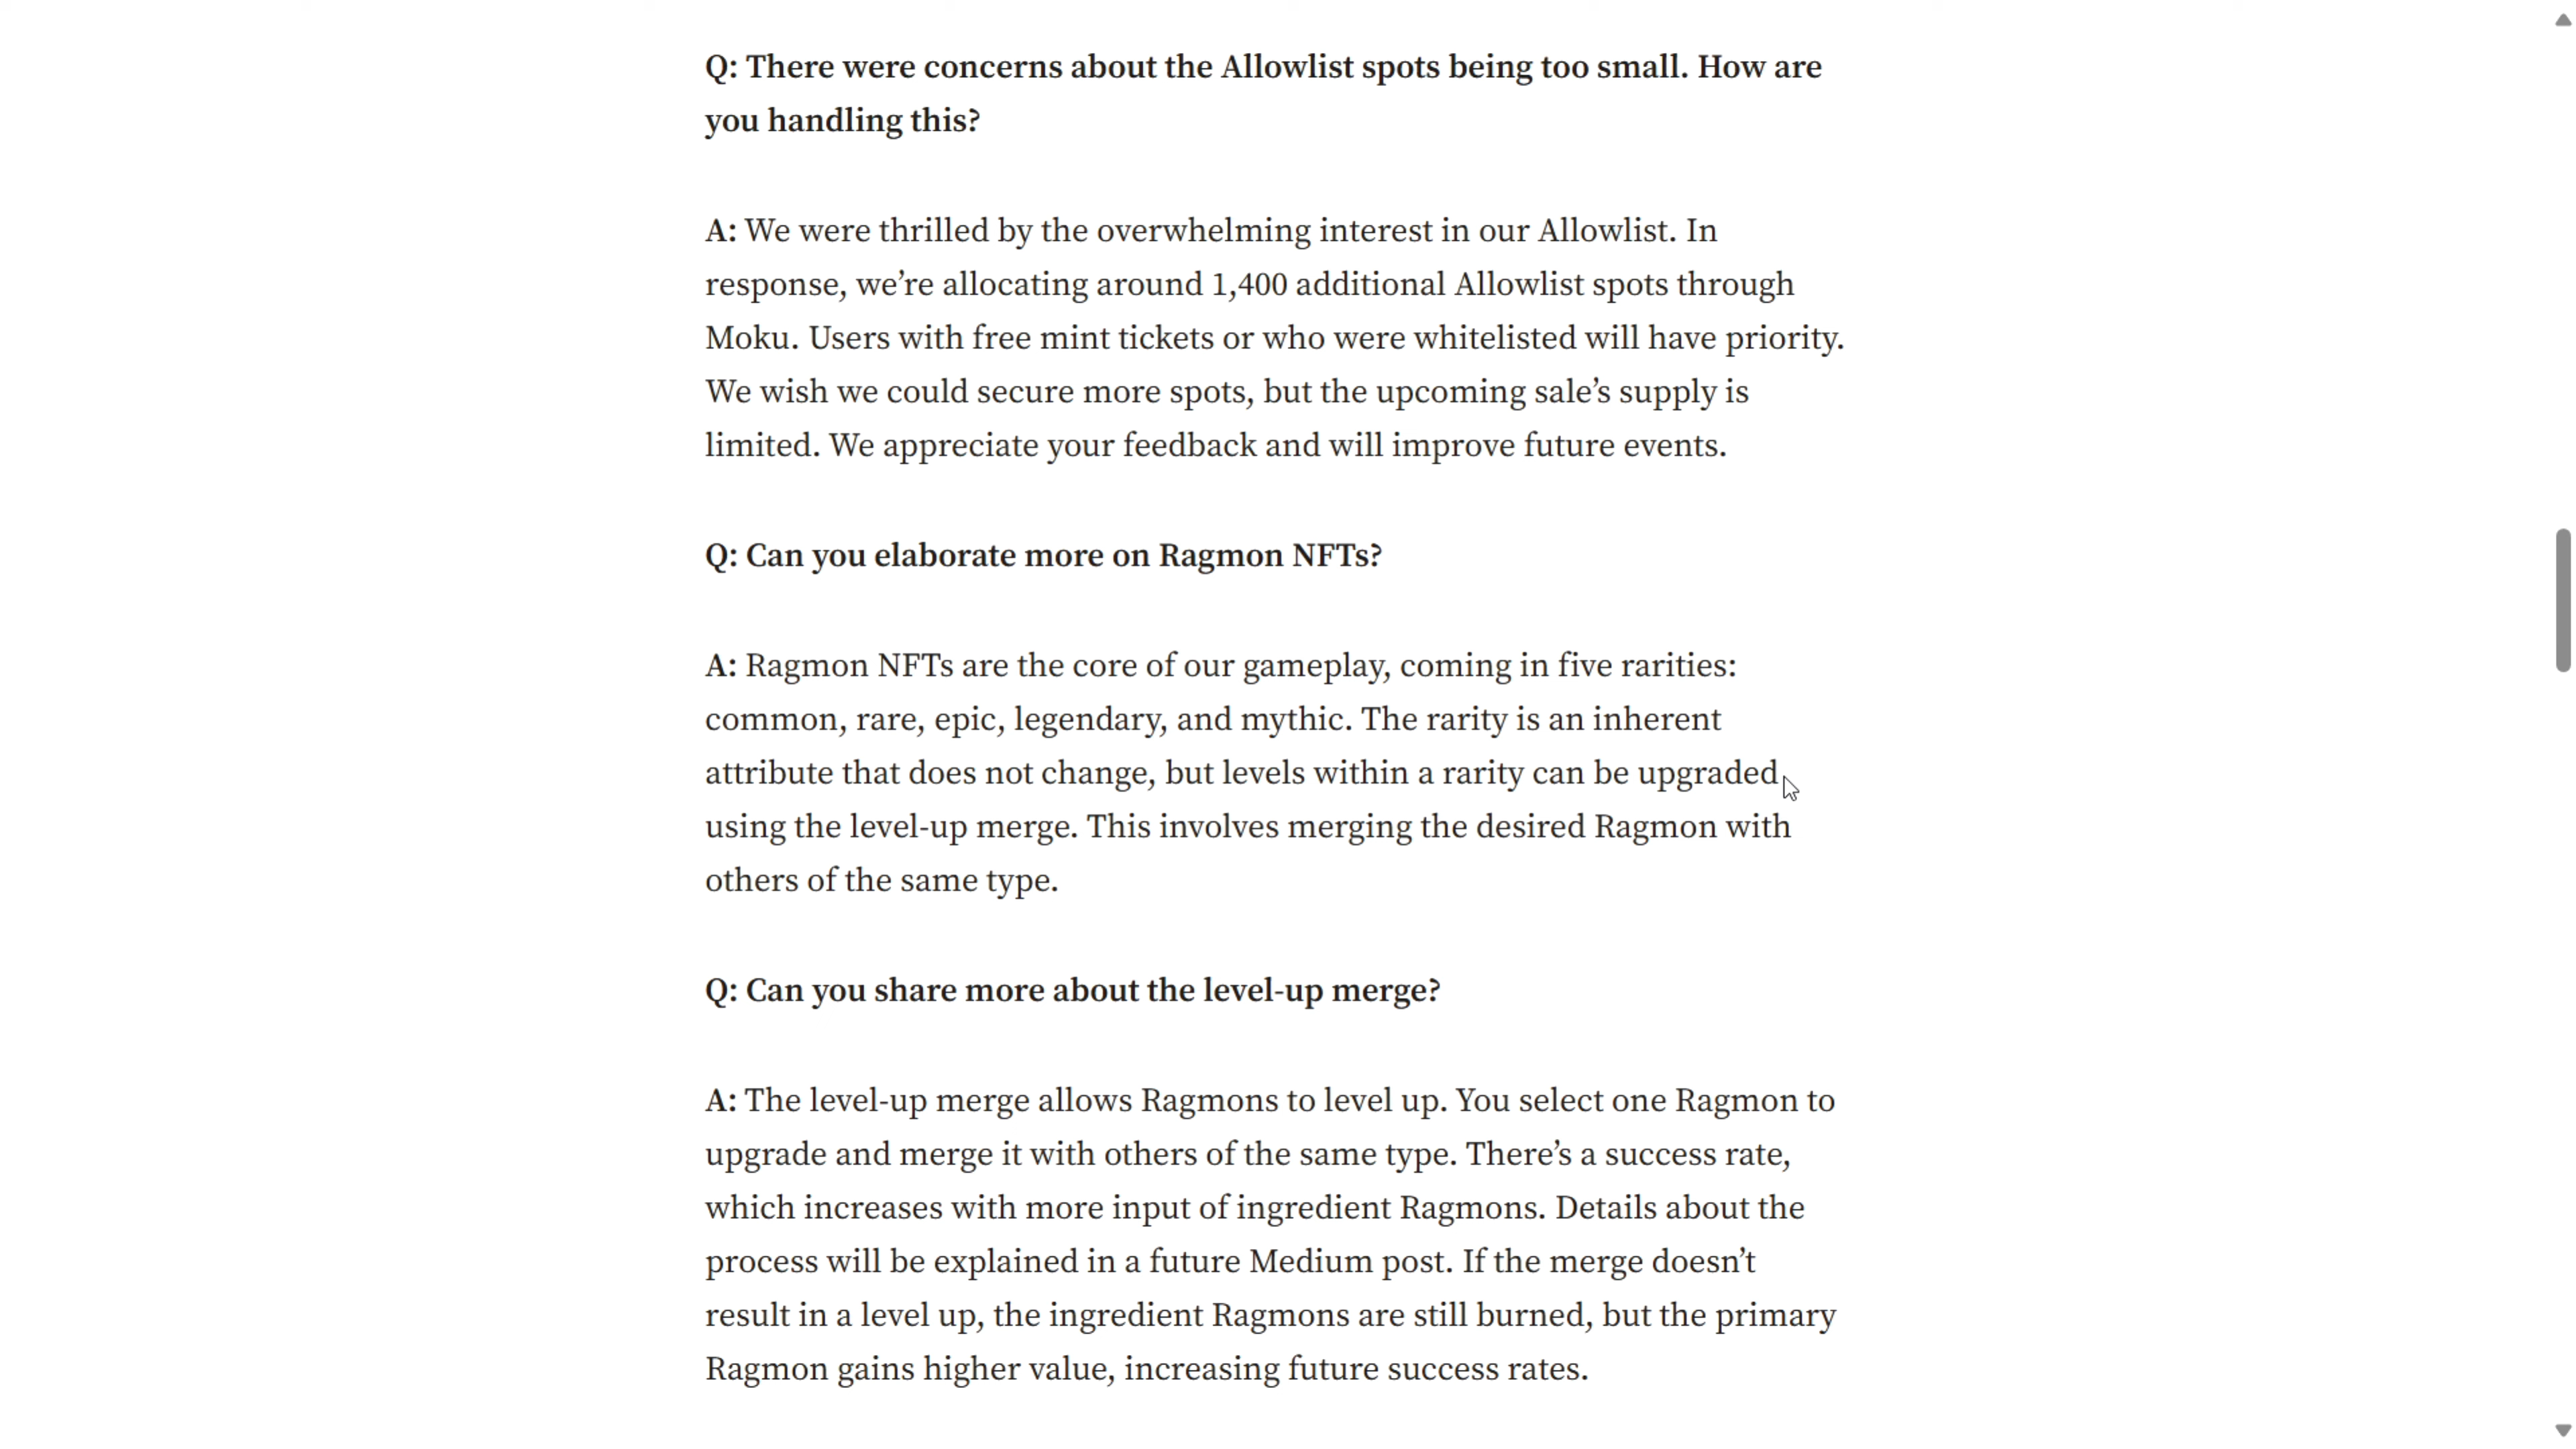 Q: There were concerns about the Allowlist spots being too small. How are
you handling this?
A: We were thrilled by the overwhelming interest in our Allowlist. In
response, we’re allocating around 1,400 additional Allowlist spots through
Moku. Users with free mint tickets or who were whitelisted will have priority.
We wish we could secure more spots, but the upcoming sale’s supply is
limited. We appreciate your feedback and will improve future events.
Q: Can you elaborate more on Ragmon NFTs?
A: Ragmon NFTs are the core of our gameplay, coming in five rarities:
common, rare, epic, legendary, and mythic. The rarity is an inherent
attribute that does not change, but levels within a rarity can be upgraded
using the level-up merge. This involves merging the desired Ragmon with
others of the same type.
Q: Can you share more about the level-up merge?
A: The level-up merge allows Ragmons to level up. You select one Ragmon to
upgrade and merge it with others of the same type. There’s a success rate,
which increases with more input of ingredient Ragmons. Details about the
process will be explained in a future Medium post. If the merge doesn’t
result in a level up, the ingredient Ragmons are still burned, but the primary
Ragmon gains higher value, increasing future success rates.